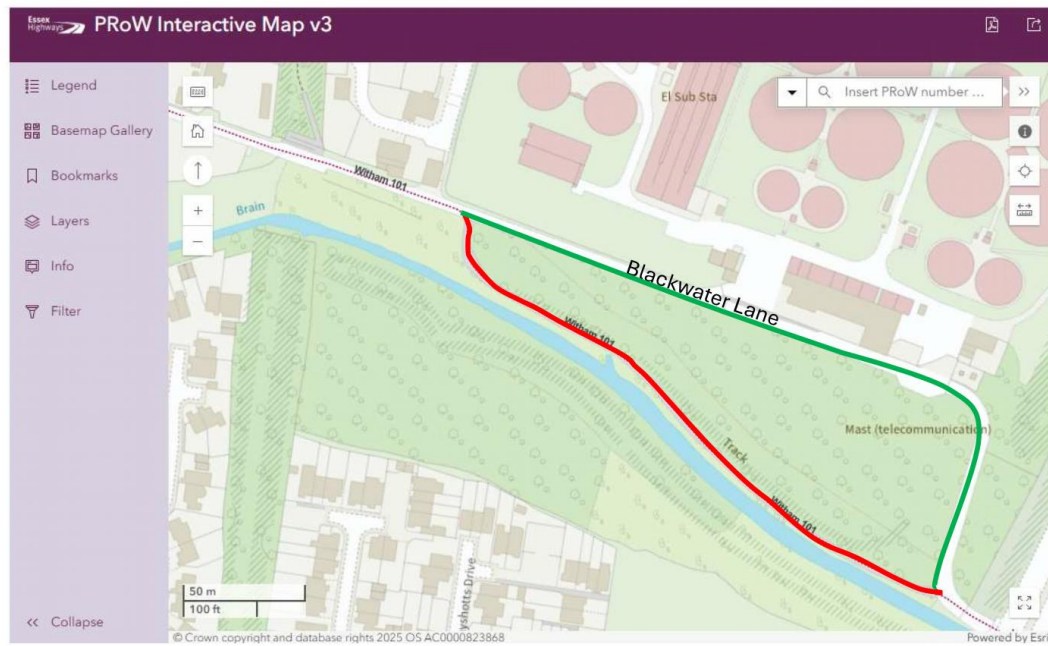 Essex
Highways
PRoW Interactive Map v3
Legend
Basemap Gallery
Bookmarks
Layers
Info
Filter
Collapse
El Sub Sta
Insert PRoW number ...
Witham 101
Brain
Blackwater Lane
Witham 101
Mast (telecommunication)
Track
Witham 101
yshotts Drive
50 m
100 ft
© Crown copyright and database rights 2025 OS AC0000823868
Powered by Esri